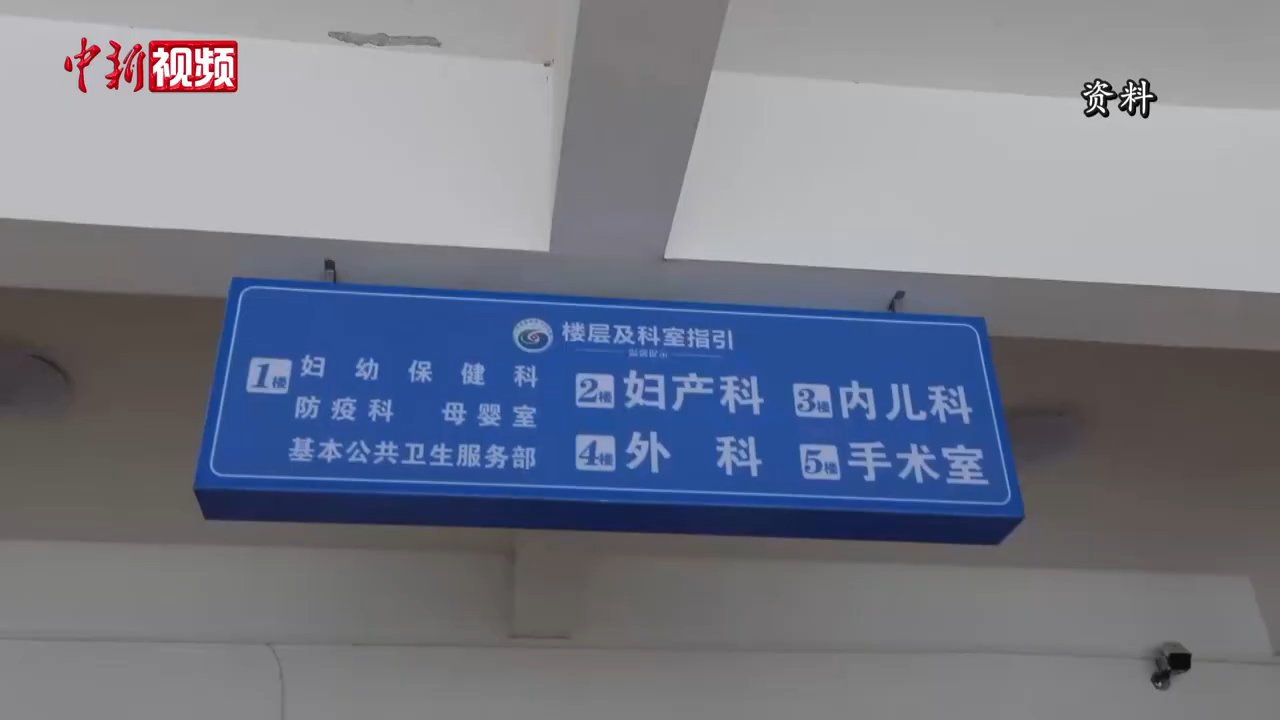 中新视频
资料
楼层及科室指引
1楼 妇幼保健科
防疫科 母婴室
基本公共卫生服务部
2楼 妇产科
3楼 内儿科
4楼 外科
5楼 手术室